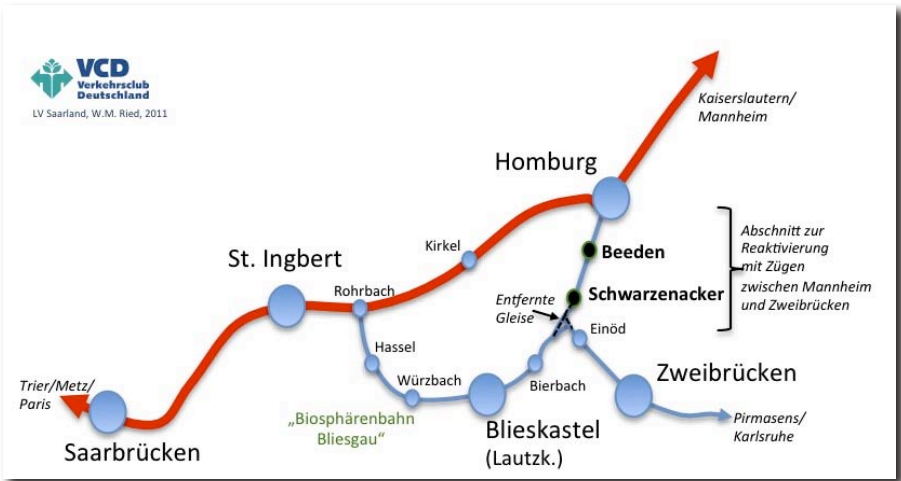 VCD
Verkehrsclub
Deutschland
LV Saarland, W.M. Ried, 2011
Kaiserslautern/
Mannheim
Homburg
Abschnitt zur
Reaktivierung
mit Zügen
zwischen Mannheim
und Zweibrücken
Beeden
Kirkel
St. Ingbert
Rohrbach
Schwarzenacker
Entfernte
Gleise
Einöd
Hassel
Würzbach
Bierbach
Zweibrücken
Trier/Metz/
Paris
„Biosphärenbahn
Bliesgau“
Blieskastel
(Lautzk.)
Pirmasens/
Karlsruhe
Saarbrücken